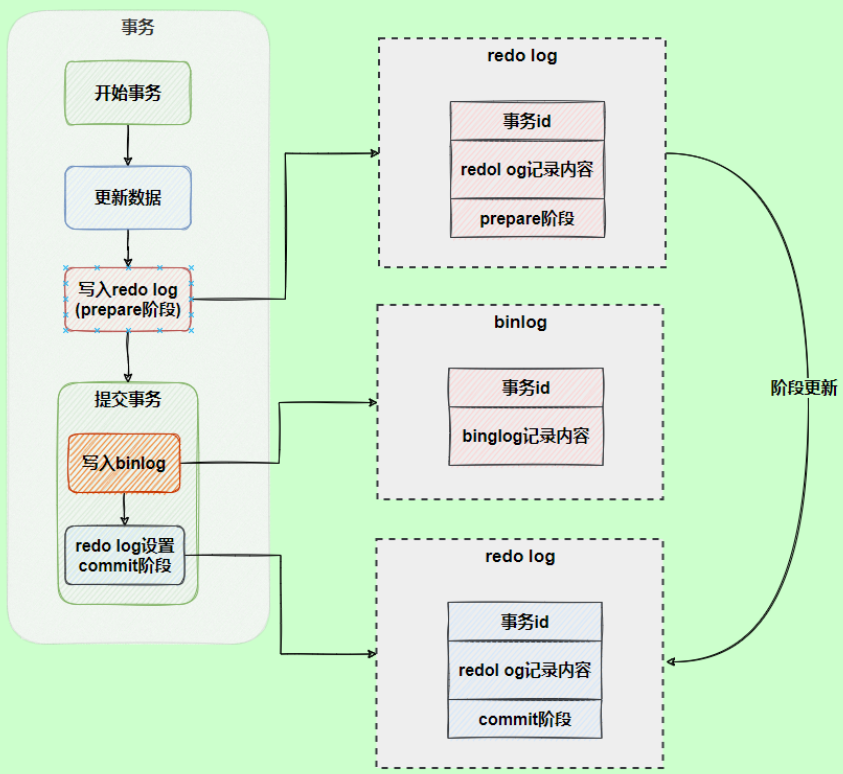 事务
开始事务
更新数据
写入redo log
(prepare阶段)
提交事务
写入binlog
redo log设置
commit阶段
redo log
事务id
redol og记录内容
prepare阶段
binlog
事务id
binglog记录内容
redo log
事务id
redol og记录内容
commit阶段
阶段更新